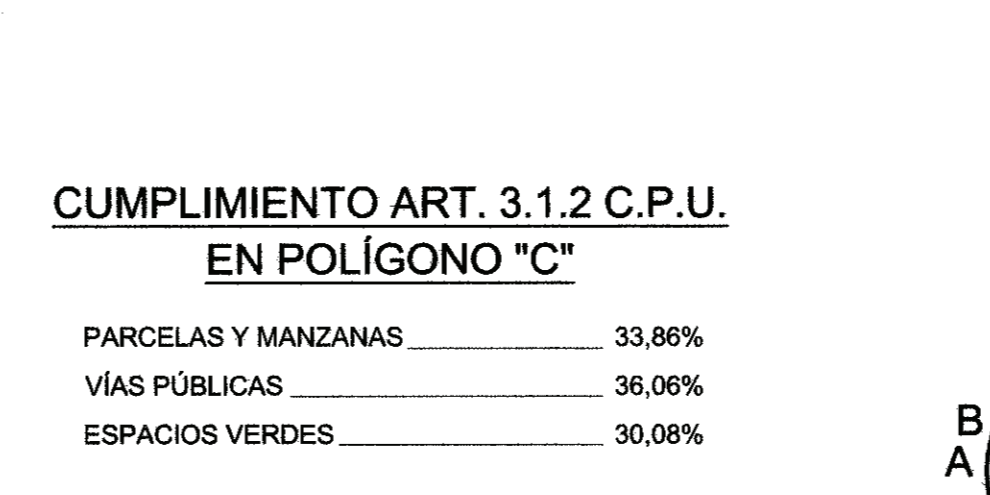 CUMPLIMIENTO ART. 3.1.2 C.P.U.
EN POLÍGONO "C"
PARCELAS Y MANZANAS 33,86%
VÍAS PÚBLICAS 36,06%
ESPACIOS VERDES 30,08%
B
A